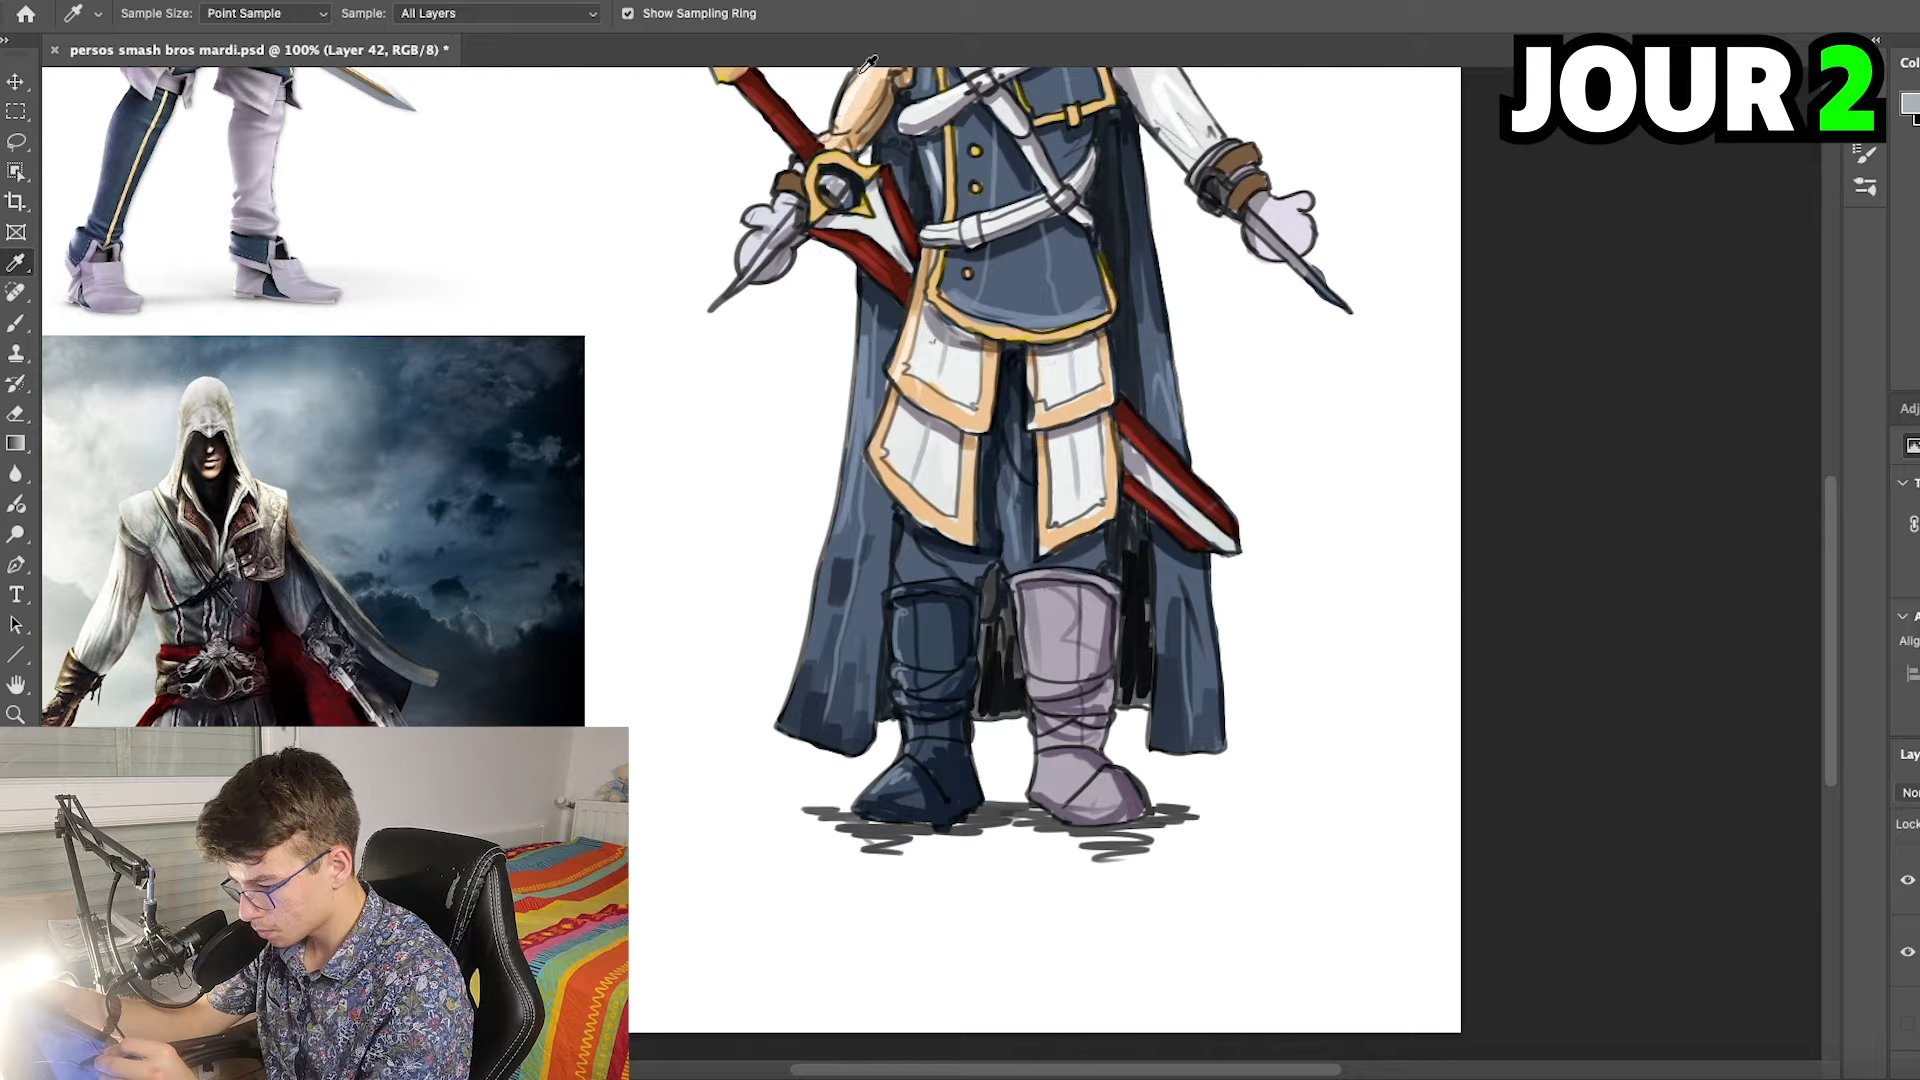 Sample Size: Point Sample Sample: All Layers Show Sampling Ring
persos smash bros mardi.psd @ 100% (Layer 42, RGB/8) *
JOUR 2
Col
Adj
T
A
Alig
Lay
Nor
Lock